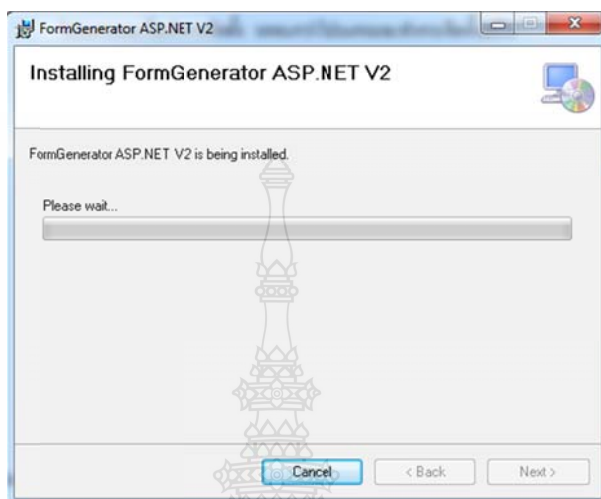 FormGenerator ASP.NET V2
Installing FormGenerator ASP.NET V2
FormGenerator ASP.NET V2 is being installed.
Please wait...
Cancel
< Back
Next >